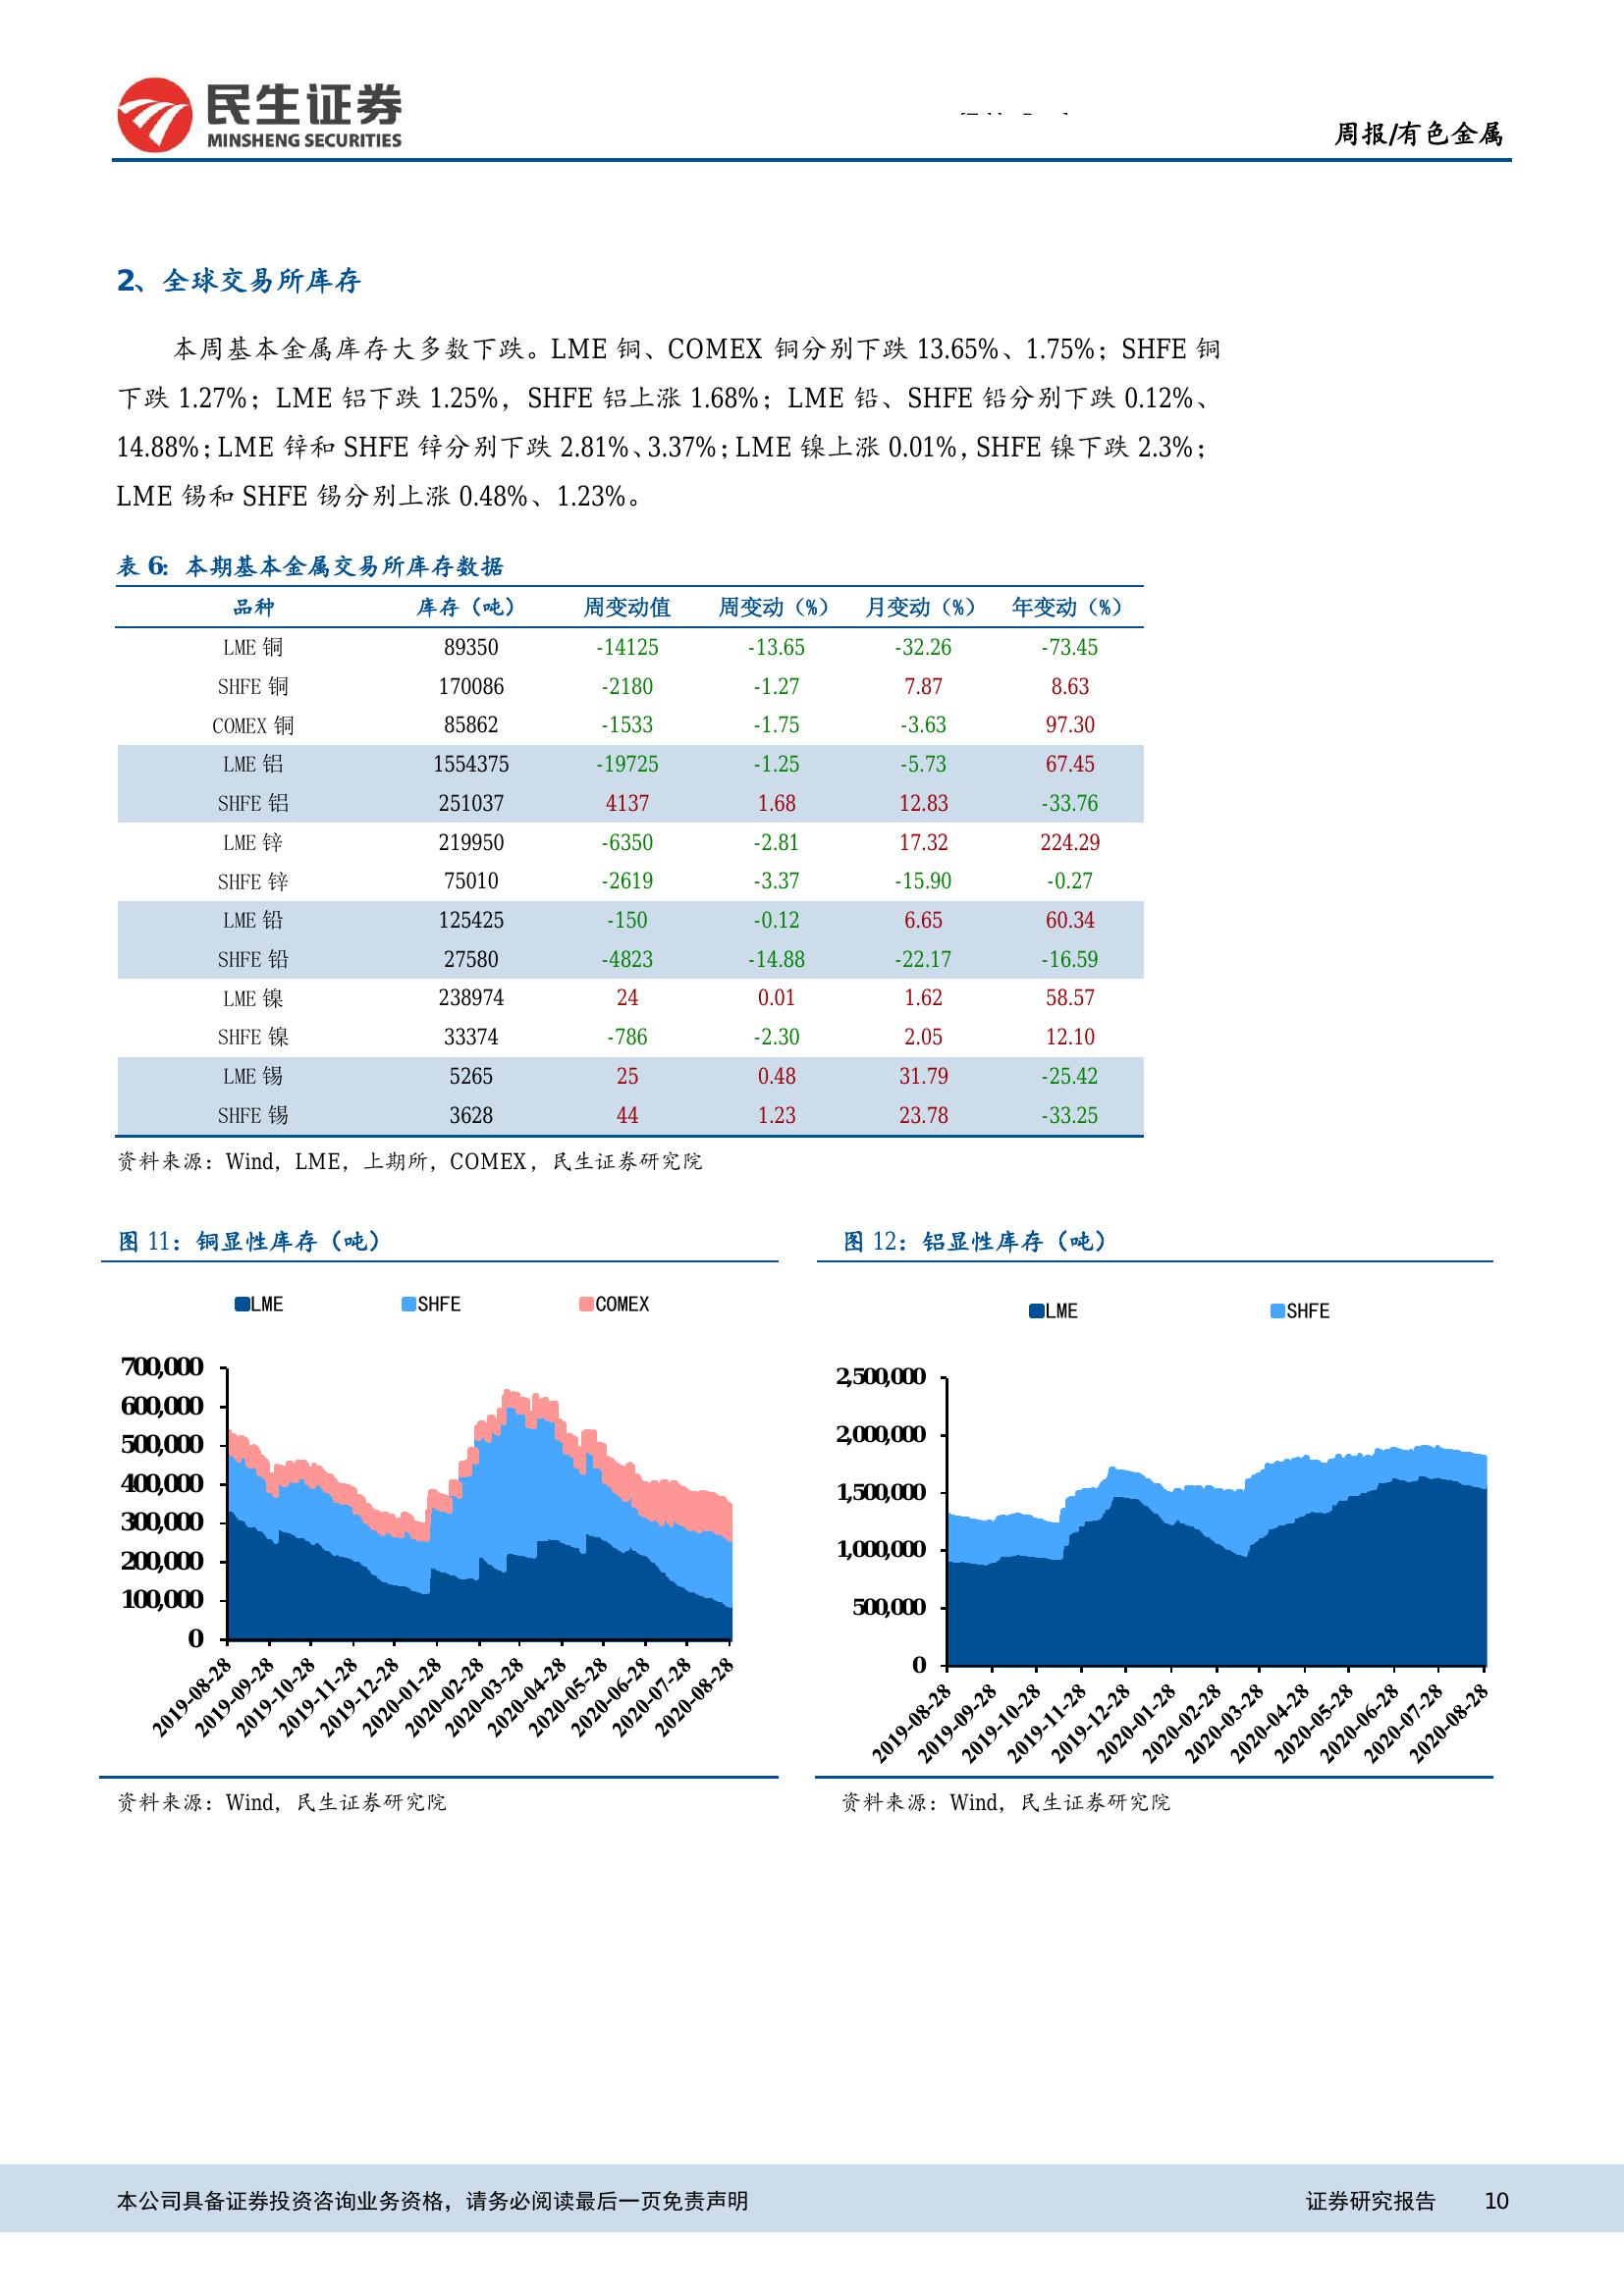 民生证券
MINSHENG SECURITIES
周报/有色金属
2、全球交易所库存
本周基本金属库存大多数下跌。LME 铜、COMEX 铜分别下跌 13.65%、1.75%；SHFE 铜
下跌 1.27%；LME 铝下跌 1.25%，SHFE 铝上涨 1.68%；LME 铅、SHFE 铅分别下跌 0.12%、
14.88%；LME 锌和 SHFE 锌分别下跌 2.81%、3.37%；LME 镍上涨 0.01%，SHFE 镍下跌 2.3%；
LME 锡和 SHFE 锡分别上涨 0.48%、1.23%。
表 6：本期基本金属交易所库存数据
品种 库存（吨） 周变动值 周变动（%） 月变动（%） 年变动（%）
LME 铜 89350 -14125 -13.65 -32.26 -73.45
SHFE 铜 170086 -2180 -1.27 7.87 8.63
COMEX 铜 85862 -1533 -1.75 -3.63 97.30
LME 铝 1554375 -19725 -1.25 -5.73 67.45
SHFE 铝 251037 4137 1.68 12.83 -33.76
LME 锌 219950 -6350 -2.81 17.32 224.29
SHFE 锌 75010 -2619 -3.37 -15.90 -0.27
LME 铅 125425 -150 -0.12 6.65 60.34
SHFE 铅 27580 -4823 -14.88 -22.17 -16.59
LME 镍 238974 24 0.01 1.62 58.57
SHFE 镍 33374 -786 -2.30 2.05 12.10
LME 锡 5265 25 0.48 31.79 -25.42
SHFE 锡 3628 44 1.23 23.78 -33.25
资料来源：Wind，LME，上期所，COMEX，民生证券研究院
图 11：铜显性库存（吨）
LME SHFE COMEX
700,000
600,000
500,000
400,000
300,000
200,000
100,000
0
2019-08-28
2019-09-28
2019-10-28
2019-11-28
2019-12-28
2020-01-28
2020-02-28
2020-03-28
2020-04-28
2020-05-28
2020-06-28
2020-07-28
2020-08-28
资料来源：Wind，民生证券研究院
图 12：铝显性库存（吨）
LME SHFE
2,500,000
2,000,000
1,500,000
1,000,000
500,000
0
2019-08-28
2019-09-28
2019-10-28
2019-11-28
2019-12-28
2020-01-28
2020-02-28
2020-03-28
2020-04-28
2020-05-28
2020-06-28
2020-07-28
2020-08-28
资料来源：Wind，民生证券研究院
本公司具备证券投资咨询业务资格，请务必阅读最后一页免责声明
证券研究报告 10